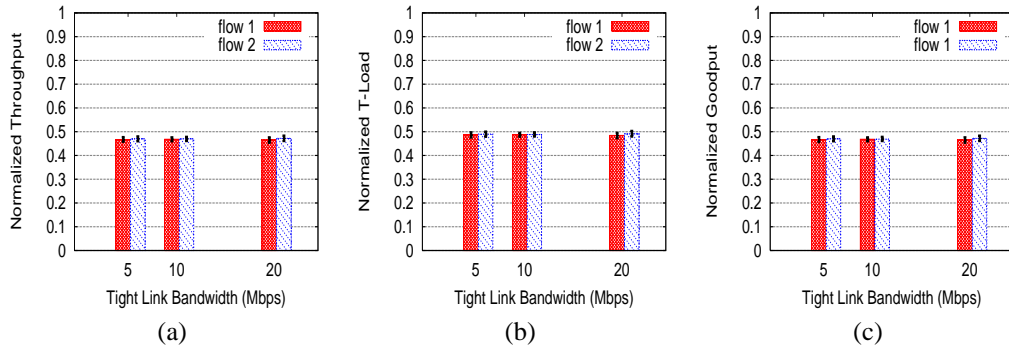 Normalized Throughput
1
0.9
0.8
0.7
0.6
0.5
0.4
0.3
0.2
0.1
0
flow 1
flow 2
5 10 20
Tight Link Bandwidth (Mbps)
(a)
Normalized T-Load
1
0.9
0.8
0.7
0.6
0.5
0.4
0.3
0.2
0.1
0
flow 1
flow 2
5 10 20
Tight Link Bandwidth (Mbps)
(b)
Normalized Goodput
1
0.9
0.8
0.7
0.6
0.5
0.4
0.3
0.2
0.1
0
flow 1
flow 1
5 10 20
Tight Link Bandwidth (Mbps)
(c)